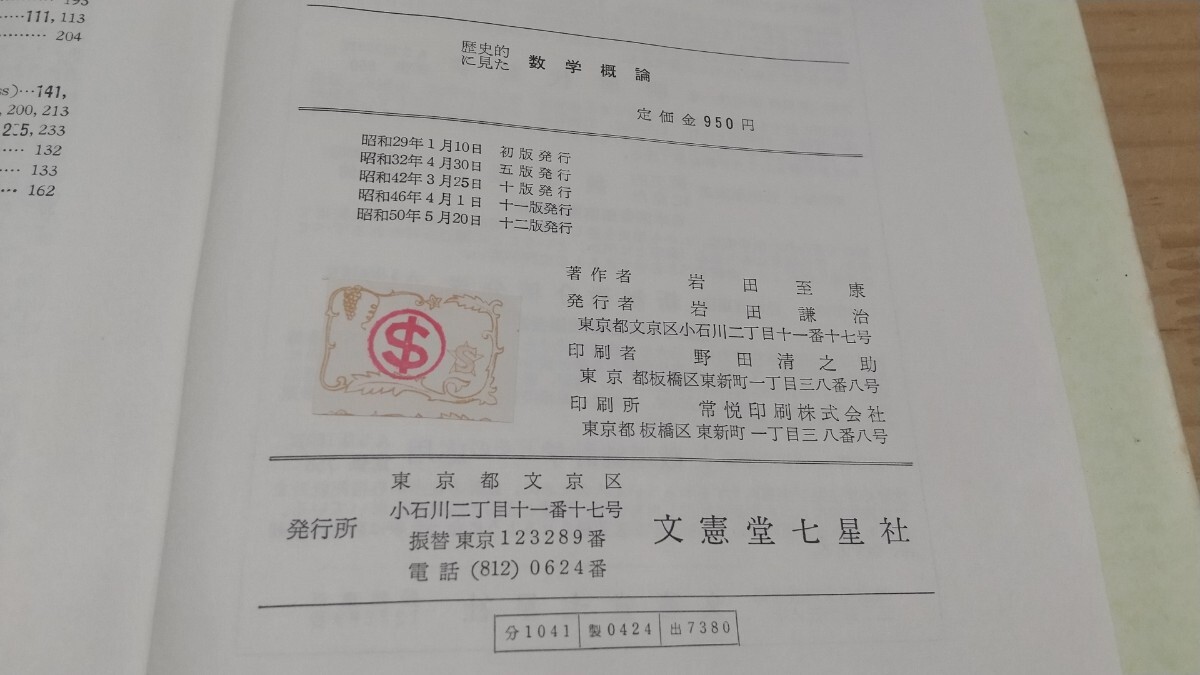 193
……111, 113
……… 204
ss)…141,
, 200, 213
225, 233
…… 132
…… 133
… 162
歴史的
に見た 数学概論
定価金950円
昭和29年1月10日 初版発行
昭和32年4月30日 五版発行
昭和42年3月25日 十版発行
昭和46年4月1日 十一版発行
昭和50年5月20日 十二版発行
著作者 岩田至康
発行者 岩田謙治
東京都文京区小石川二丁目十一番十七号
印刷者 野田清之助
東京都板橋区東新町一丁目三八番八号
印刷所 常悦印刷株式会社
東京都板橋区東新町一丁目三八番八号
発行所
東京都文京区
小石川二丁目十一番十七号
振替 東京123289番
電話 (812) 0624番
文憲堂七星社
分1041 製0424 出7380